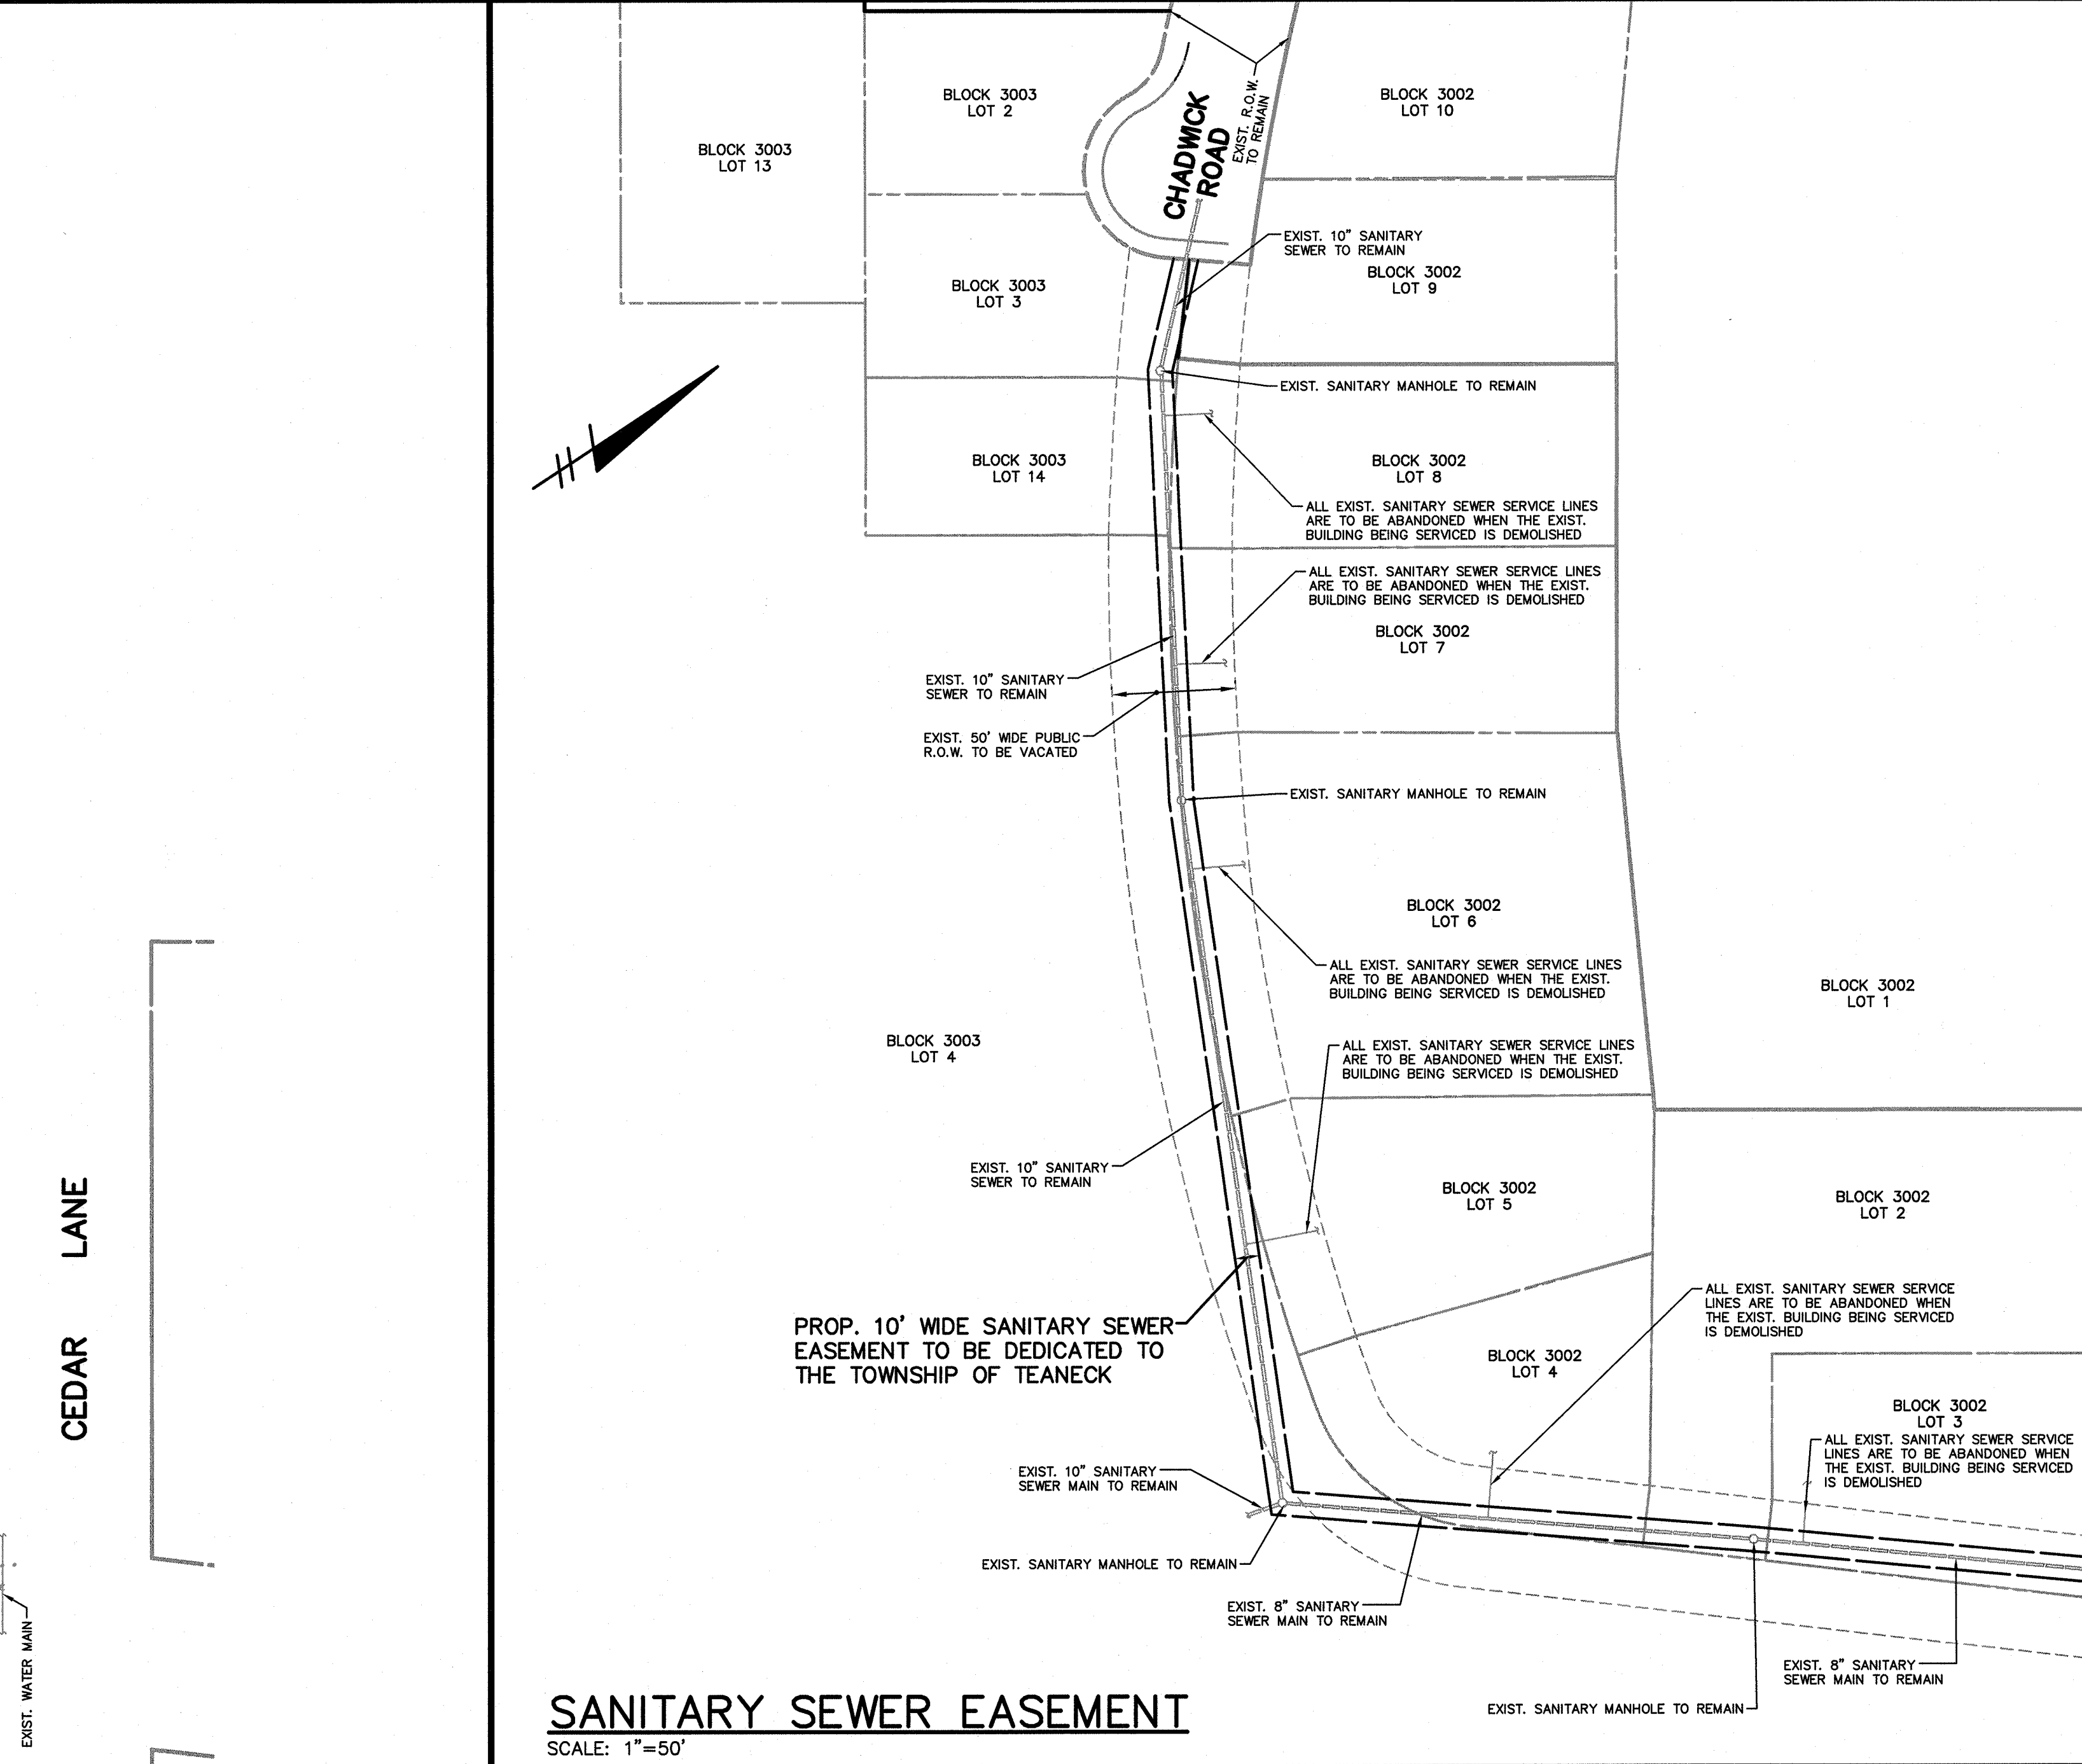 BLOCK 3003
LOT 2
BLOCK 3002
LOT 10
BLOCK 3003
LOT 13
CHADWICK
ROAD
EXIST. R.O.W.
TO REMAIN
EXIST. 10" SANITARY
SEWER TO REMAIN
BLOCK 3002
LOT 9
BLOCK 3003
LOT 3
EXIST. SANITARY MANHOLE TO REMAIN
BLOCK 3003
LOT 14
BLOCK 3002
LOT 8
ALL EXIST. SANITARY SEWER SERVICE LINES
ARE TO BE ABANDONED WHEN THE EXIST.
BUILDING BEING SERVICED IS DEMOLISHED
ALL EXIST. SANITARY SEWER SERVICE LINES
ARE TO BE ABANDONED WHEN THE EXIST.
BUILDING BEING SERVICED IS DEMOLISHED
BLOCK 3002
LOT 7
EXIST. 10" SANITARY
SEWER TO REMAIN
EXIST. 50' WIDE PUBLIC
R.O.W. TO BE VACATED
EXIST. SANITARY MANHOLE TO REMAIN
BLOCK 3002
LOT 6
ALL EXIST. SANITARY SEWER SERVICE LINES
ARE TO BE ABANDONED WHEN THE EXIST.
BUILDING BEING SERVICED IS DEMOLISHED
BLOCK 3002
LOT 1
BLOCK 3003
LOT 4
ALL EXIST. SANITARY SEWER SERVICE LINES
ARE TO BE ABANDONED WHEN THE EXIST.
BUILDING BEING SERVICED IS DEMOLISHED
EXIST. 10" SANITARY
SEWER TO REMAIN
BLOCK 3002
LOT 5
BLOCK 3002
LOT 2
CEDAR LANE
ALL EXIST. SANITARY SEWER SERVICE
LINES ARE TO BE ABANDONED WHEN
THE EXIST. BUILDING BEING SERVICED
IS DEMOLISHED
PROP. 10' WIDE SANITARY SEWER
EASEMENT TO BE DEDICATED TO
THE TOWNSHIP OF TEANECK
BLOCK 3002
LOT 4
BLOCK 3002
LOT 3
ALL EXIST. SANITARY SEWER SERVICE
LINES ARE TO BE ABANDONED WHEN
THE EXIST. BUILDING BEING SERVICED
IS DEMOLISHED
EXIST. 10" SANITARY
SEWER MAIN TO REMAIN
EXIST. SANITARY MANHOLE TO REMAIN
EXIST. 8" SANITARY
SEWER MAIN TO REMAIN
EXIST. WATER MAIN
EXIST. 8" SANITARY
SEWER MAIN TO REMAIN
EXIST. SANITARY MANHOLE TO REMAIN
SANITARY SEWER EASEMENT
SCALE: 1"=50'